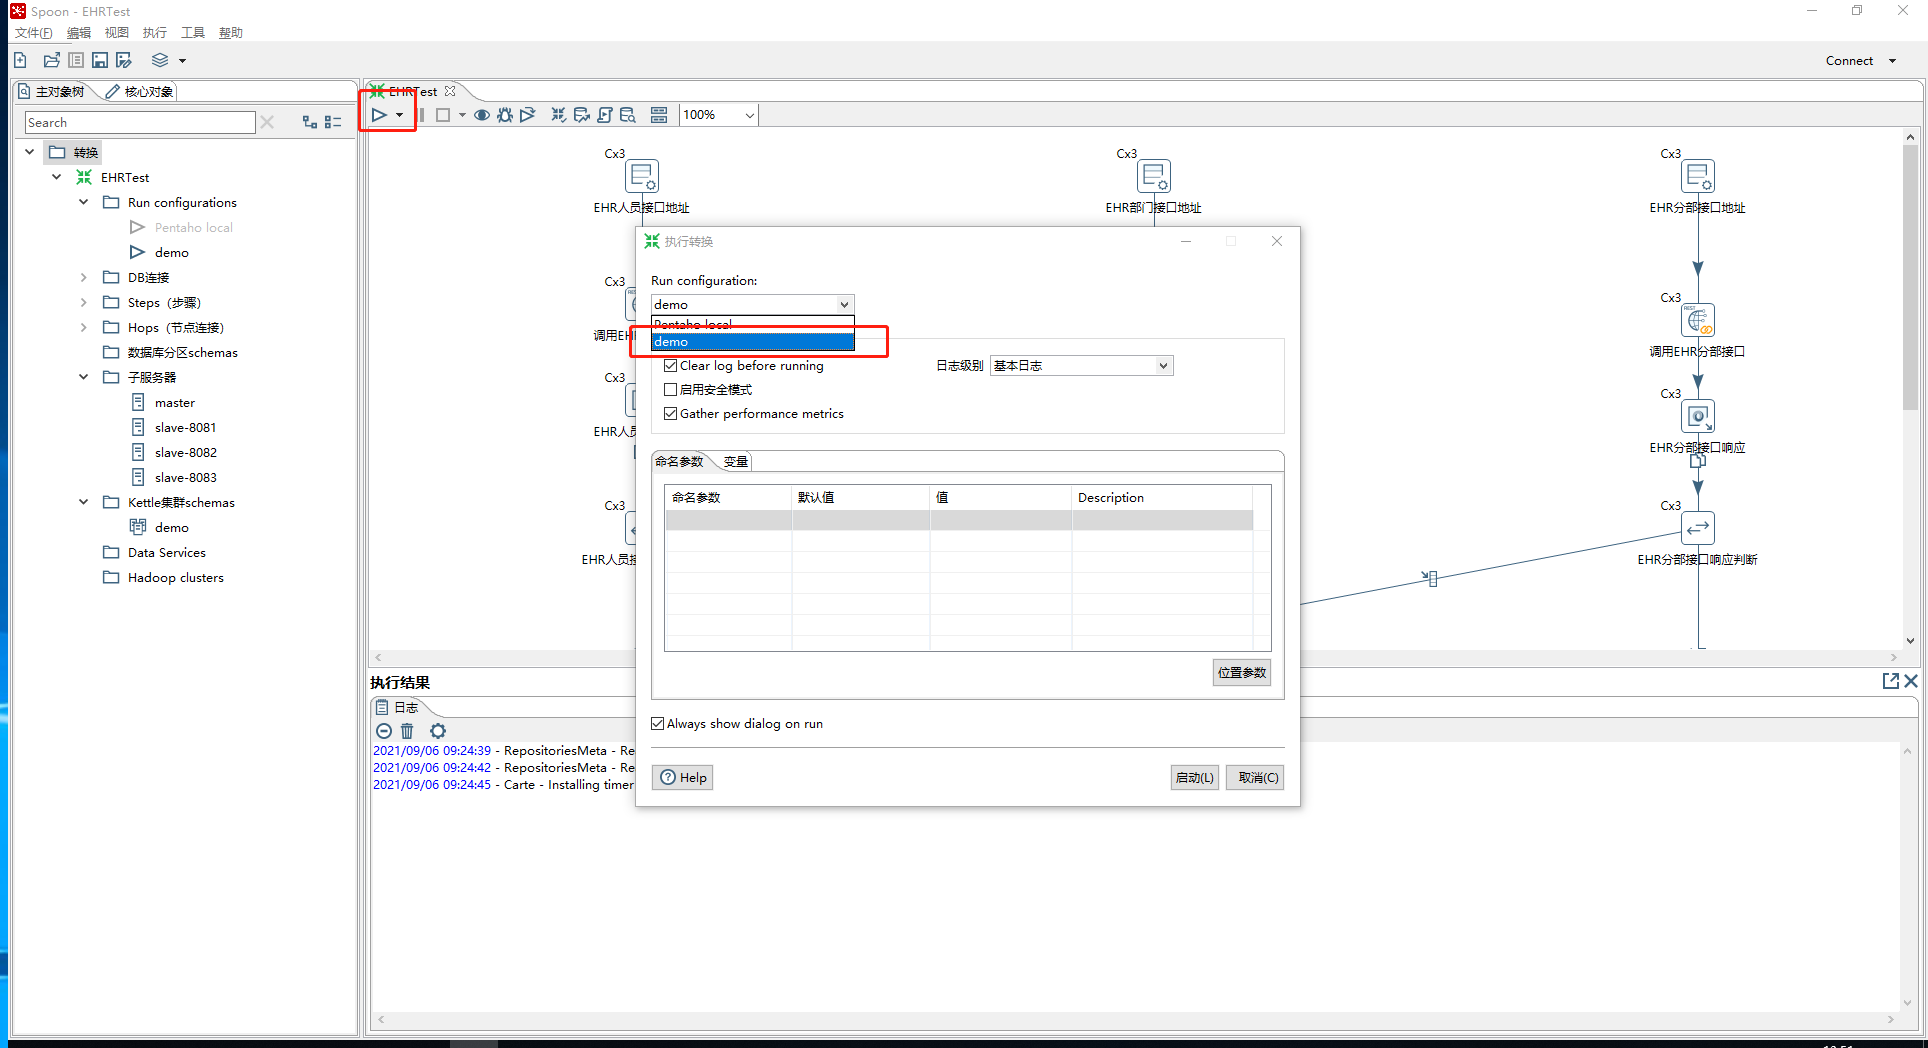 Spoon - EHRTest
文件(F) 编辑 视图 执行 工具 帮助
Connect
主对象树 核心对象
EHRTest
Search
100%
转换
EHRTest
Run configurations
Pentaho local
demo
DB连接
Steps（步骤）
Hops（节点连接）
数据库分区schemas
子服务器
master
slave-8081
slave-8082
slave-8083
Kettle集群schemas
demo
Data Services
Hadoop clusters
Cx3
EHR人员接口地址
Cx3
EHR部门接口地址
Cx3
EHR分部接口地址
Cx3
调用EHR
Cx3
EHR人员
Cx3
EHR人员接
Cx3
REST
调用EHR分部接口
Cx3
EHR分部接口响应
Cx3
EHR分部接口响应判断
执行转换
Run configuration:
demo
Pentaho local
demo
Clear log before running
日志级别 基本日志
启用安全模式
Gather performance metrics
命名参数 变量
命名参数 默认值 值 Description
位置参数
Always show dialog on run
Help 启动(L) 取消(C)
执行结果
日志
2021/09/06 09:24:39 - RepositoriesMeta - Re
2021/09/06 09:24:42 - RepositoriesMeta - Re
2021/09/06 09:24:45 - Carte - Installing timer